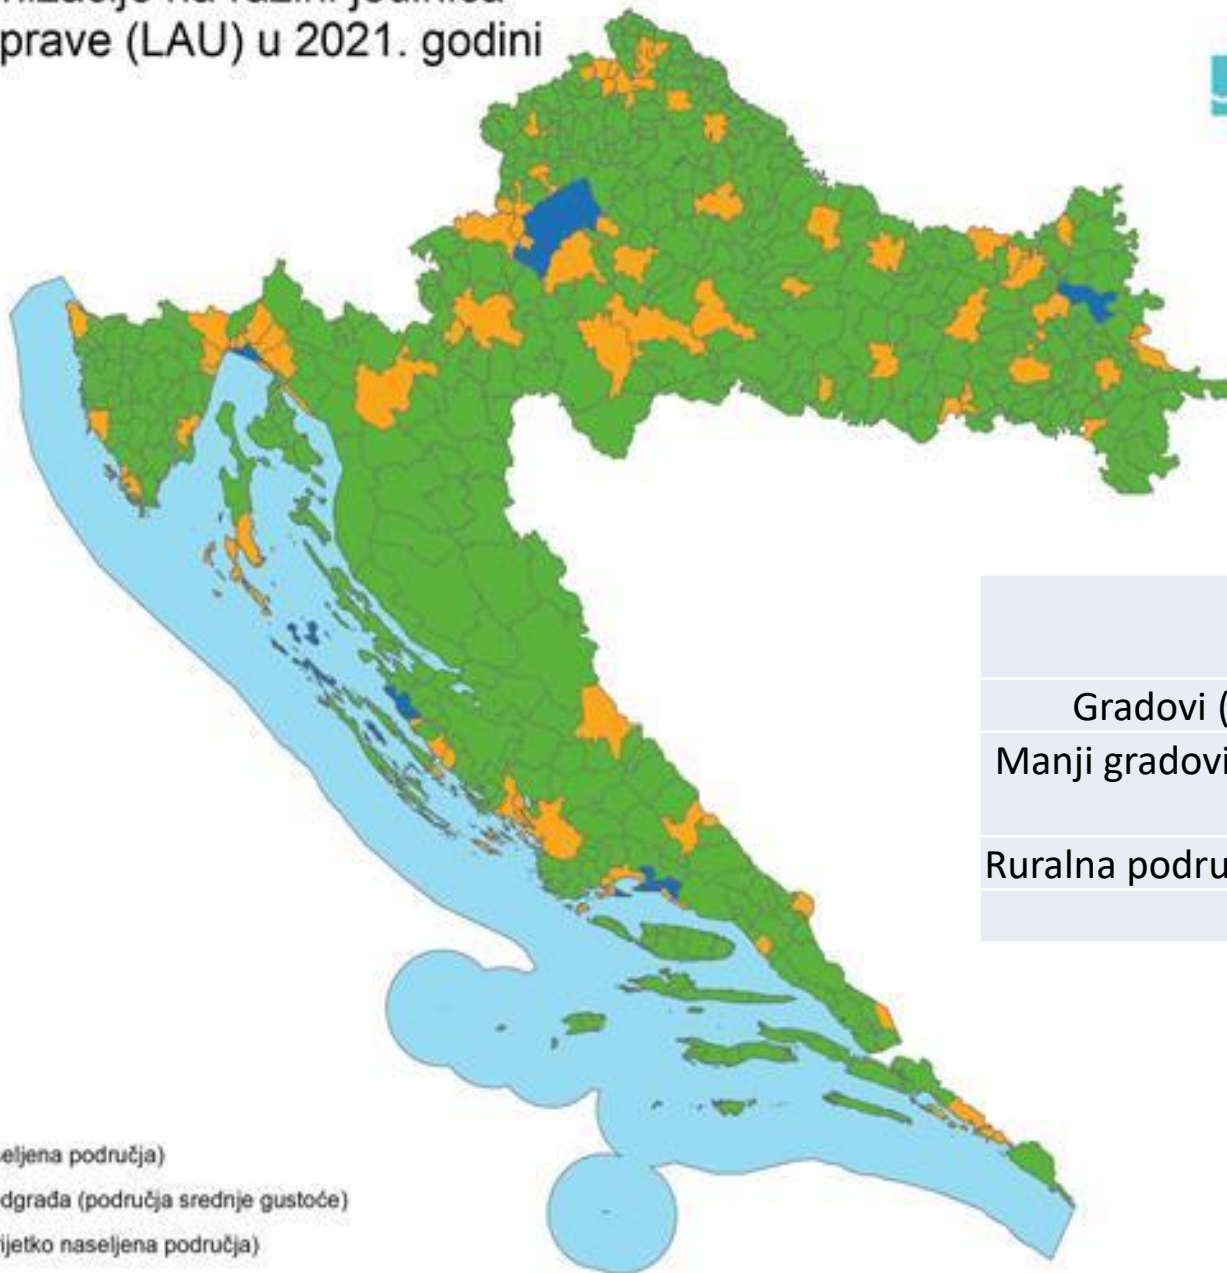 prave (LAU) u 2021. godini
Gradovi (
Manji gradovi
Ruralna podru
eljena područja)
dgrađa (područja srednje gustoće)
ijetko naseljena područja)